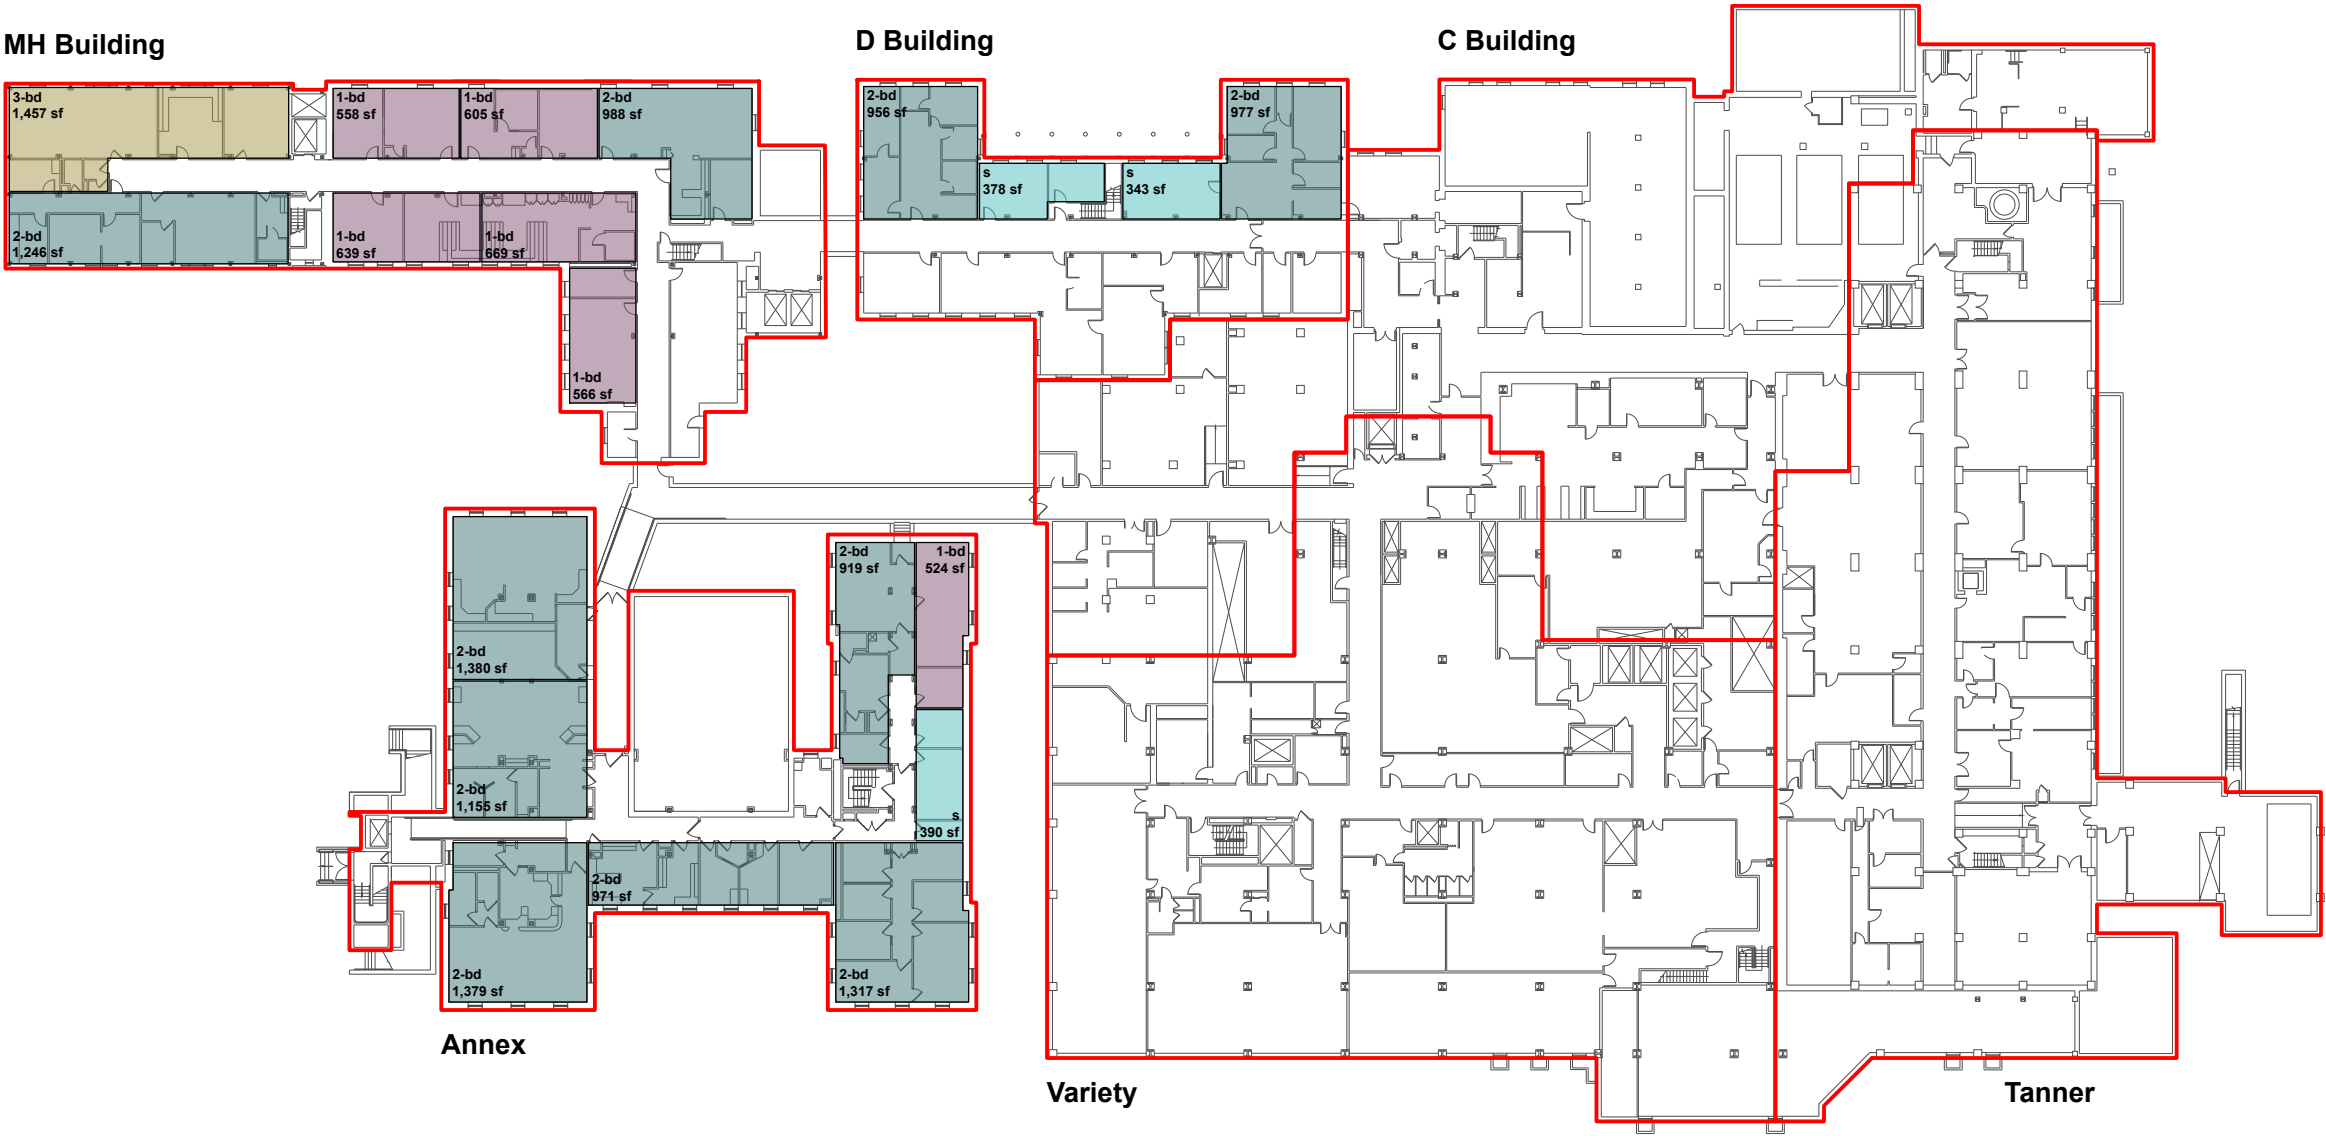 MH Building
D Building
C Building
3-bd
1,457 sf
1-bd
558 sf
1-bd
605 sf
2-bd
988 sf
2-bd
956 sf
2-bd
977 sf
s
378 sf
s
343 sf
2-bd
1,246 sf
1-bd
639 sf
1-bd
669 sf
1-bd
566 sf
2-bd
919 sf
1-bd
524 sf
2-bd
1,380 sf
2-bd
1,155 sf
s
390 sf
2-bd
971 sf
2-bd
1,379 sf
2-bd
1,317 sf
Annex
Variety
Tanner